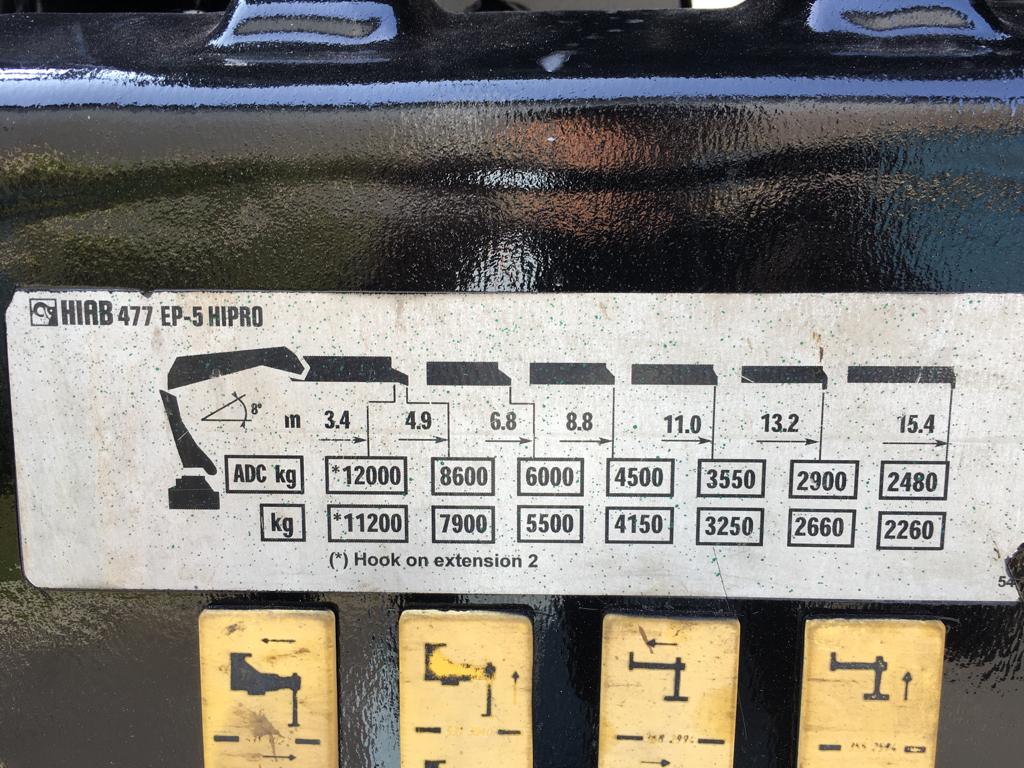 HIAB 477 EP-5 HIPRO
8°
m 3.4 4.9 6.8 8.8 11.0 13.2 15.4
ADC kg *12000 8600 6000 4500 3550 2900 2480
kg *11200 7900 5500 4150 3250 2660 2260
(*) Hook on extension 2